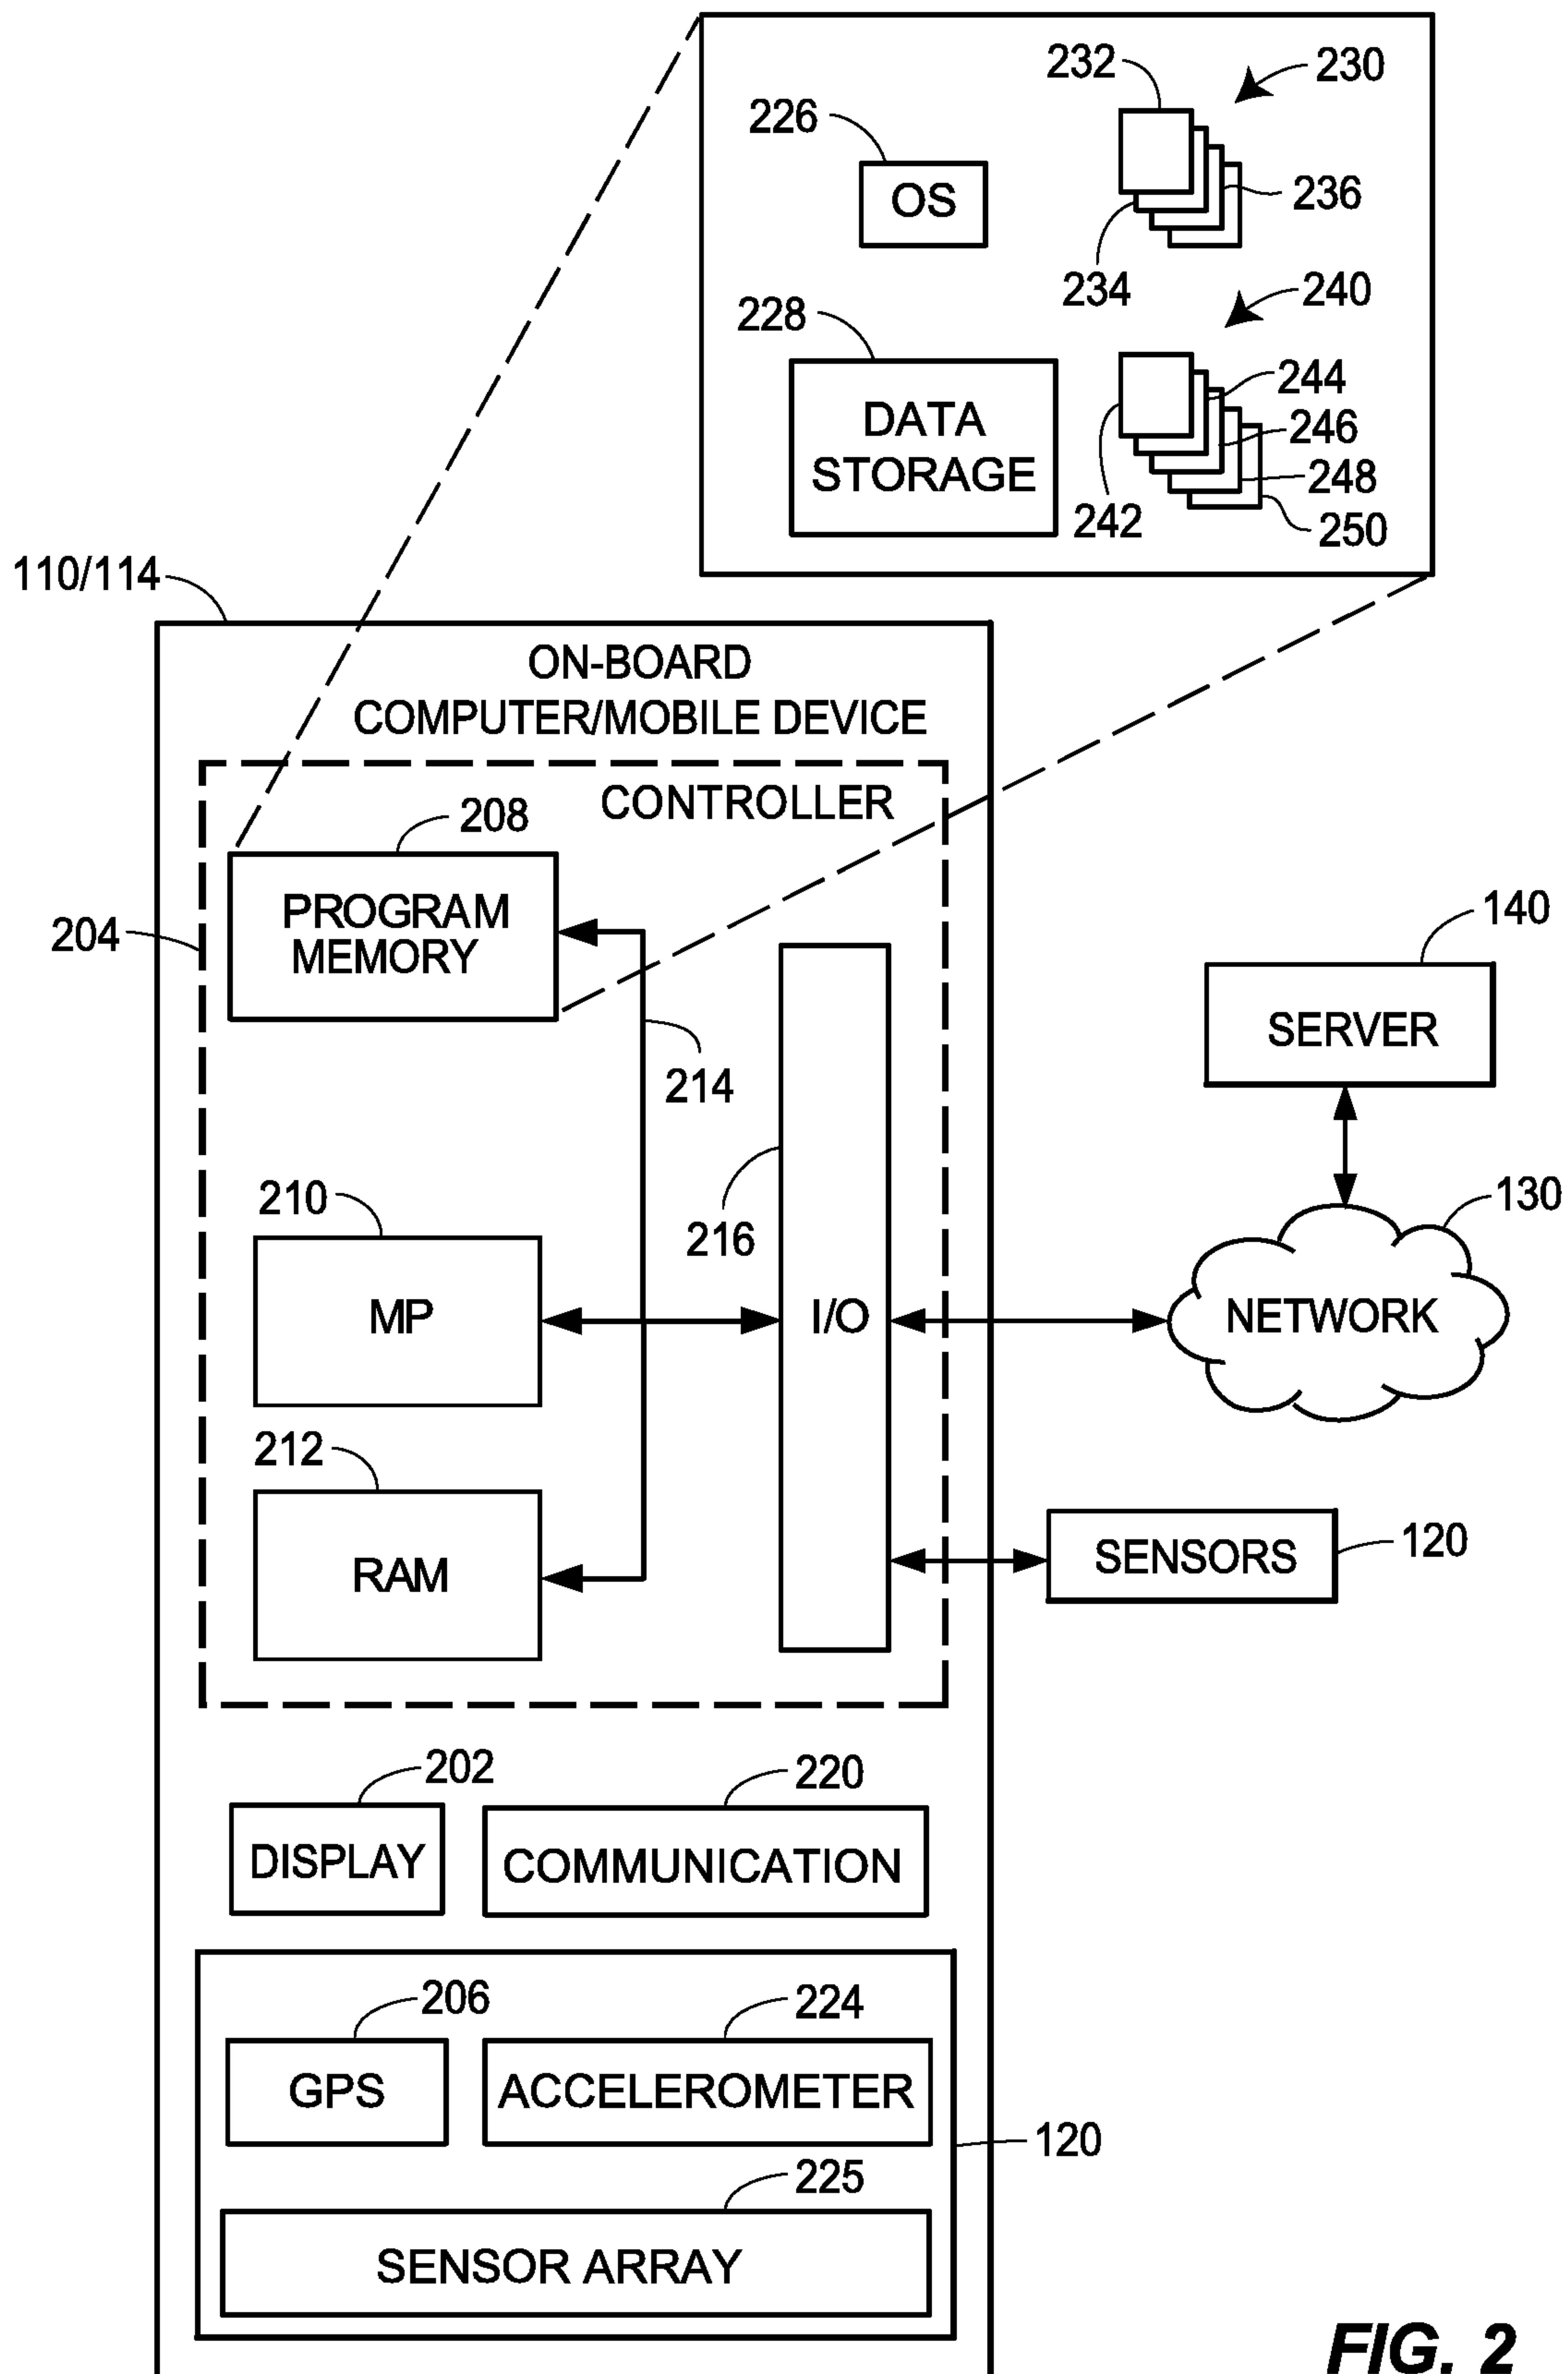 232
230
226
OS
236
234
240
228
244
DATA
STORAGE
246
248
242
250
110/114
ON-BOARD
COMPUTER/MOBILE DEVICE
CONTROLLER
208
PROGRAM
MEMORY
204
140
SERVER
214
210
216
130
MP
I/O
NETWORK
212
RAM
SENSORS
120
202
220
DISPLAY
COMMUNICATION
206
224
GPS
ACCELEROMETER
120
225
SENSOR ARRAY
FIG. 2